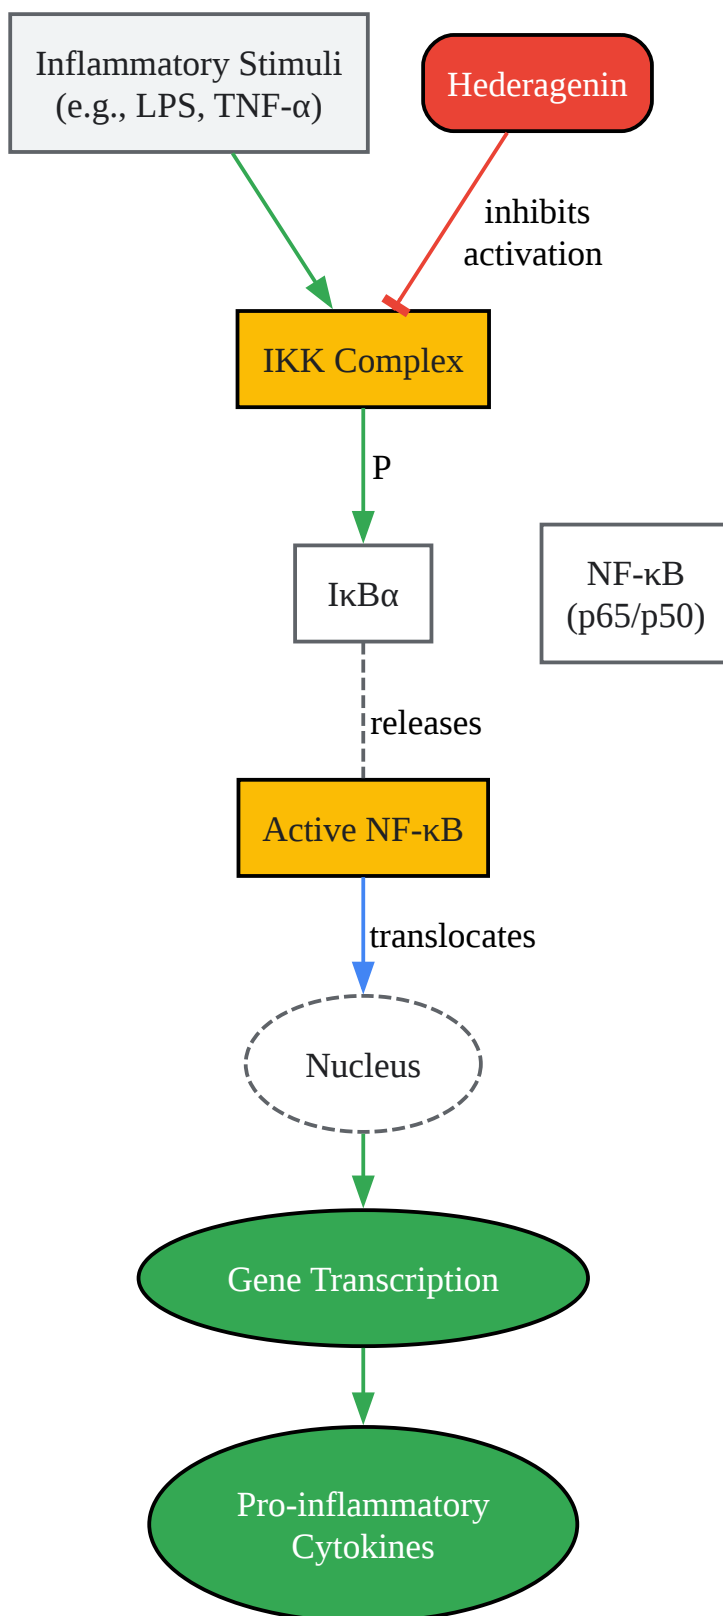 Inflammatory Stimuli
(e.g., LPS, TNF-α)
Hederagenin
inhibits
activation
IKK Complex
P
IκBα
NF-κB
(p65/p50)
releases
Active NF-κB
translocates
Nucleus
Gene Transcription
Pro-inflammatory
Cytokines